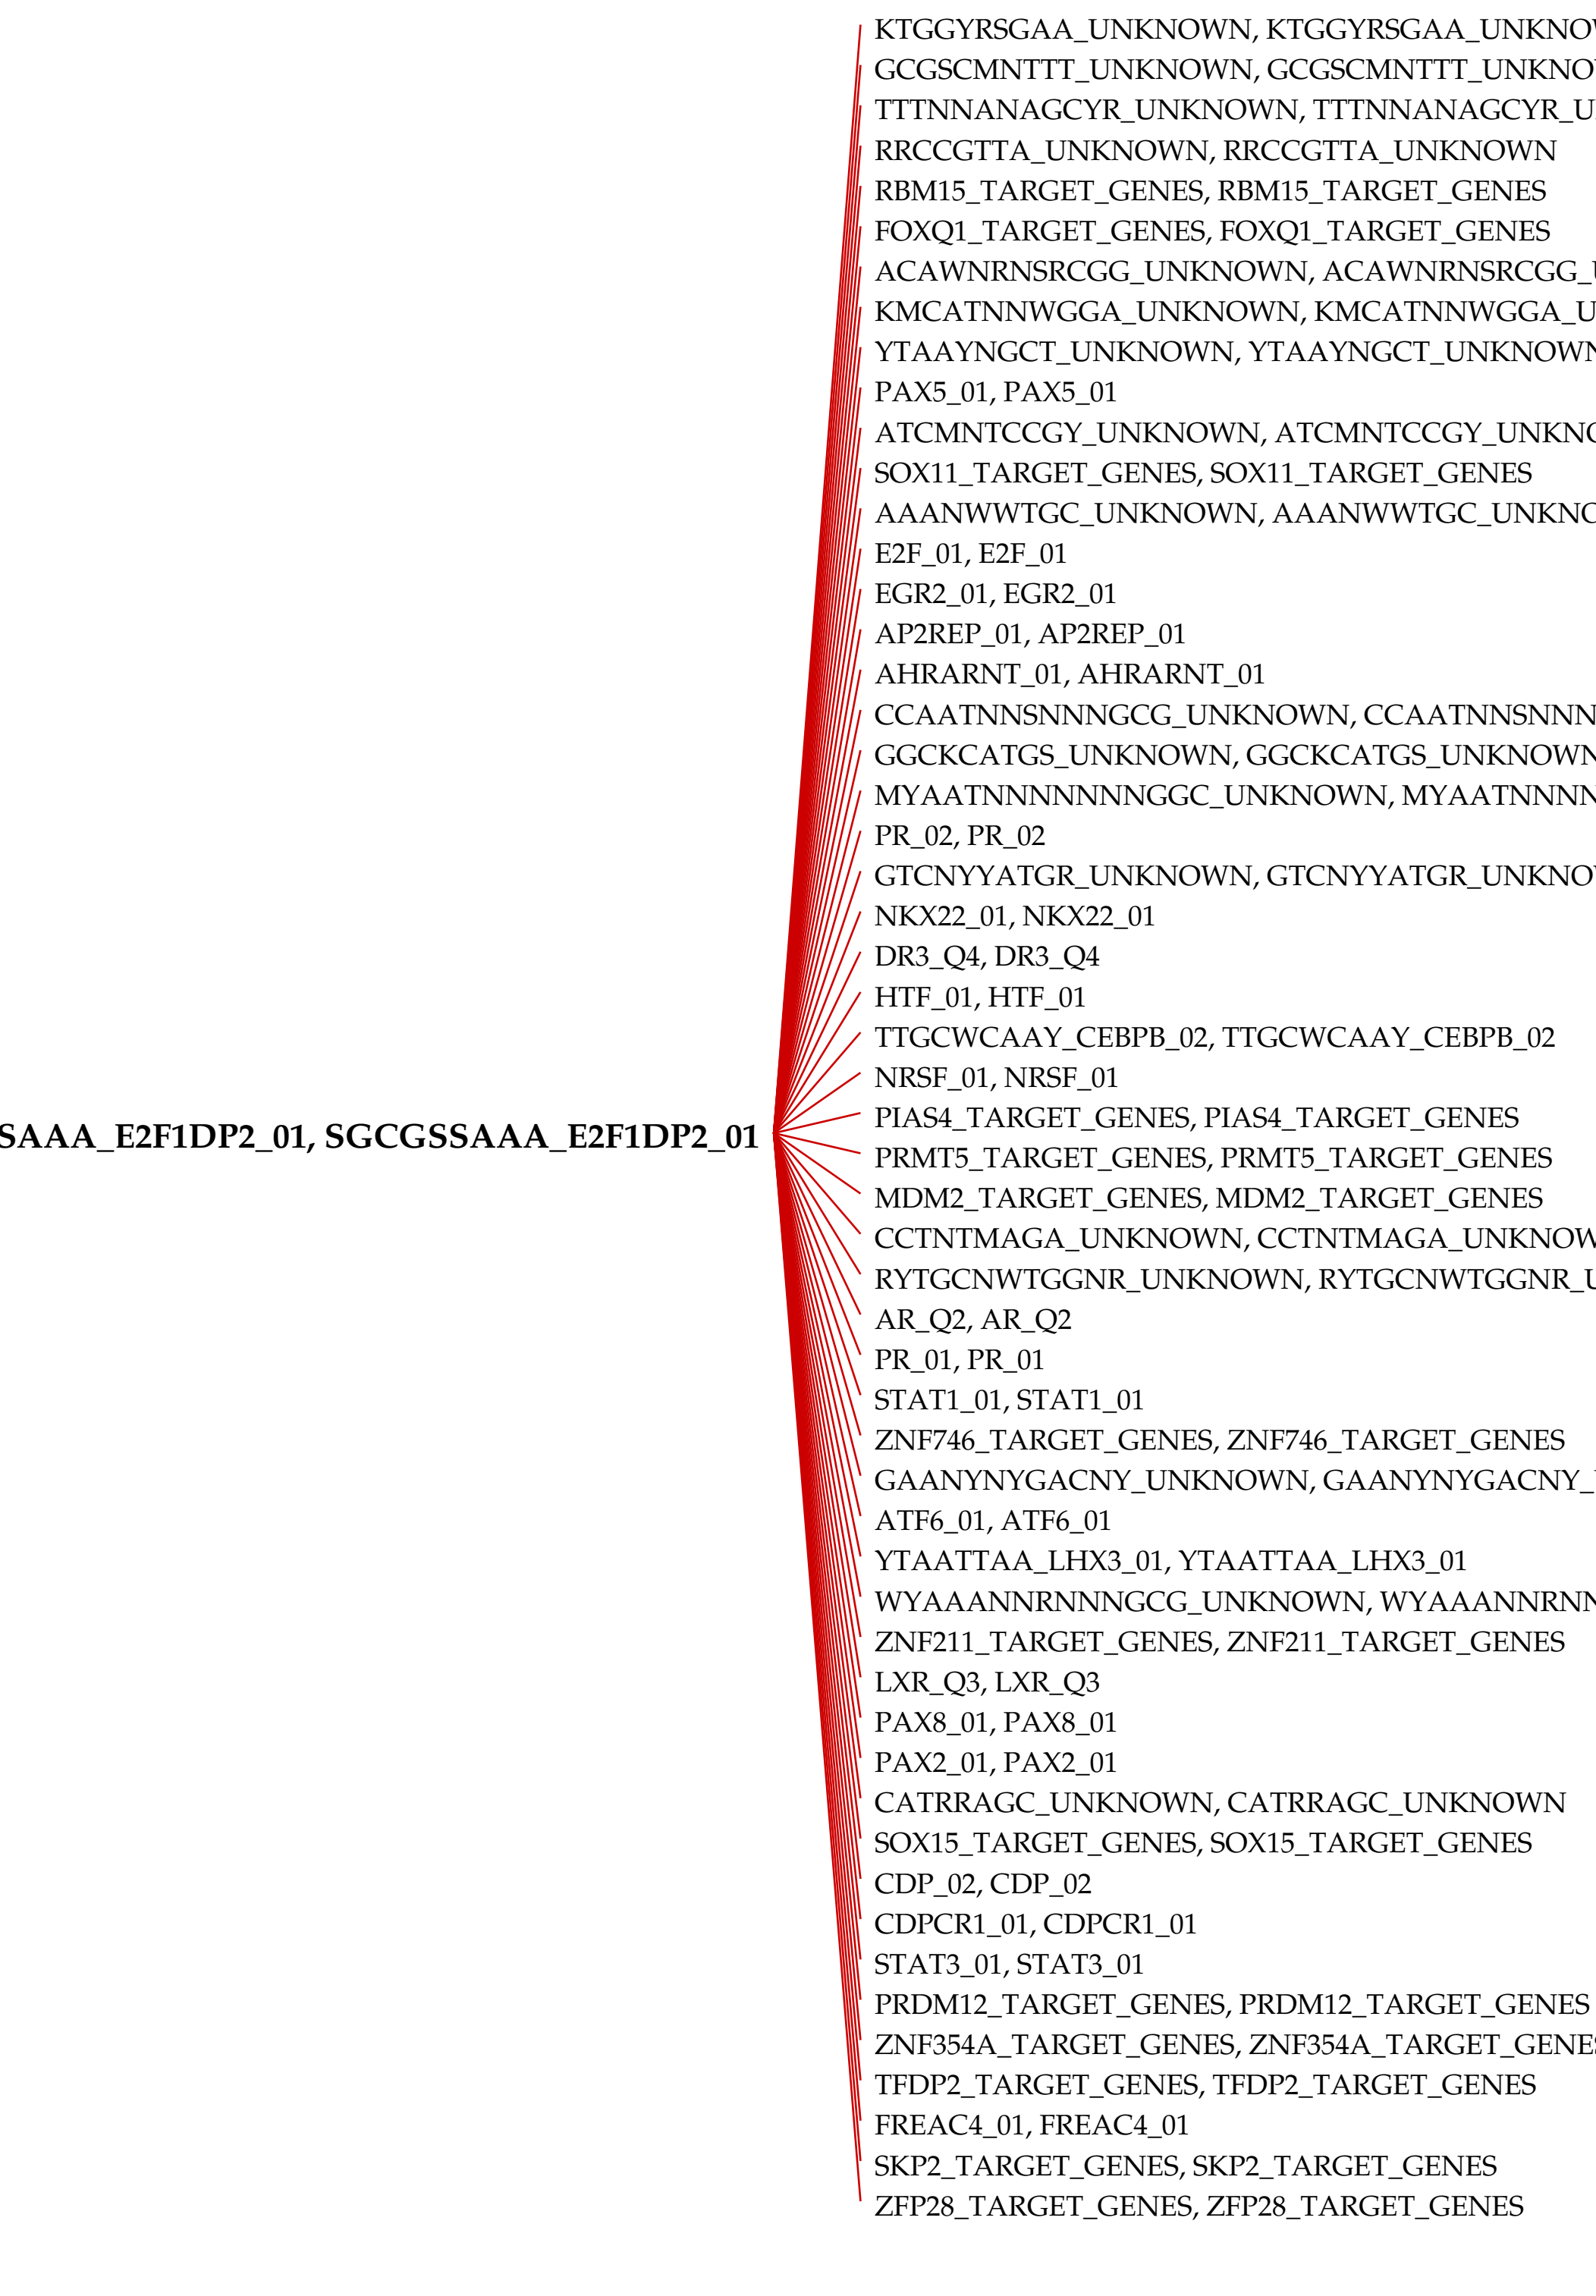 KTGGYRSGAA_UNKNOWN, KTGGYRSGAA_UNKNO
GCGSCMNTTT_UNKNOWN, GCGSCMNTTT_UNKNO
TTTNNANAGCYR_UNKNOWN, TTTNNANAGCYR_U
RRCCGTTA_UNKNOWN, RRCCGTTA_UNKNOWN
RBM15_TARGET_GENES, RBM15_TARGET_GENES
FOXQ1_TARGET_GENES, FOXQ1_TARGET_GENES
ACAWNRNSRCGG_UNKNOWN, ACAWNRNSRCGG_U
KMCATNNWGGA_UNKNOWN, KMCATNNWGGA_U
YTAAYNGCT_UNKNOWN, YTAAYNGCT_UNKNOWN
PAX5_01, PAX5_01
ATCMNTCCGY_UNKNOWN, ATCMNTCCGY_UNKNO
SOX11_TARGET_GENES, SOX11_TARGET_GENES
AAANWWTGC_UNKNOWN, AAANWWTGC_UNKNO
E2F_01, E2F_01
EGR2_01, EGR2_01
AP2REP_01, AP2REP_01
AHRARNT_01, AHRARNT_01
CCAATNNSNNNGCG_UNKNOWN, CCAATNNSNNN
GGCKCATGS_UNKNOWN, GGCKCATGS_UNKNOWN
MYAATNNNNNNNGGC_UNKNOWN, MYAATNNNN
PR_02, PR_02
GTCNYYATGR_UNKNOWN, GTCNYYATGR_UNKNO
NKX22_01, NKX22_01
DR3_Q4, DR3_Q4
HTF_01, HTF_01
TTGCWCAAY_CEBPB_02, TTGCWCAAY_CEBPB_02
NRSF_01, NRSF_01
PIAS4_TARGET_GENES, PIAS4_TARGET_GENES
SAAA_E2F1DP2_01, SGCGSSAAA_E2F1DP2_01
PRMT5_TARGET_GENES, PRMT5_TARGET_GENES
MDM2_TARGET_GENES, MDM2_TARGET_GENES
CCTNTMAGA_UNKNOWN, CCTNTMAGA_UNKNOW
RYTGCNWTGGNR_UNKNOWN, RYTGCNWTGGNR_U
AR_Q2, AR_Q2
PR_01, PR_01
STAT1_01, STAT1_01
ZNF746_TARGET_GENES, ZNF746_TARGET_GENES
GAANYNYGACNY_UNKNOWN, GAANYNYGACNY_
ATF6_01, ATF6_01
YTAATTAA_LHX3_01, YTAATTAA_LHX3_01
WYAAANNRNNNGCG_UNKNOWN, WYAAANNRNN
ZNF211_TARGET_GENES, ZNF211_TARGET_GENES
LXR_Q3, LXR_Q3
PAX8_01, PAX8_01
PAX2_01, PAX2_01
CATRRAGC_UNKNOWN, CATRRAGC_UNKNOWN
SOX15_TARGET_GENES, SOX15_TARGET_GENES
CDP_02, CDP_02
CDPCR1_01, CDPCR1_01
STAT3_01, STAT3_01
PRDM12_TARGET_GENES, PRDM12_TARGET_GENES
ZNF354A_TARGET_GENES, ZNF354A_TARGET_GENES
TFDP2_TARGET_GENES, TFDP2_TARGET_GENES
FREAC4_01, FREAC4_01
SKP2_TARGET_GENES, SKP2_TARGET_GENES
ZFP28_TARGET_GENES, ZFP28_TARGET_GENES